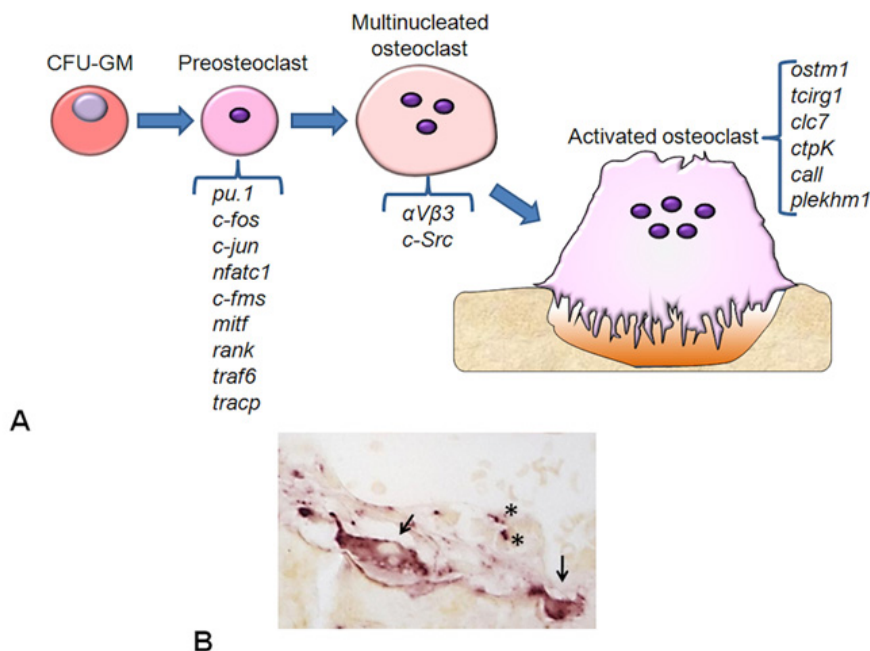 CFU-GM
Preosteoclast
Multinucleated
osteoclast
Activated osteoclast
ostm1
tcirg1
clc7
ctpK
call
plekhm1
pu.1
c-fos
c-jun
nfatc1
c-fms
mitf
rank
traf6
tracp
αVβ3
c-Src
A
*
*
B